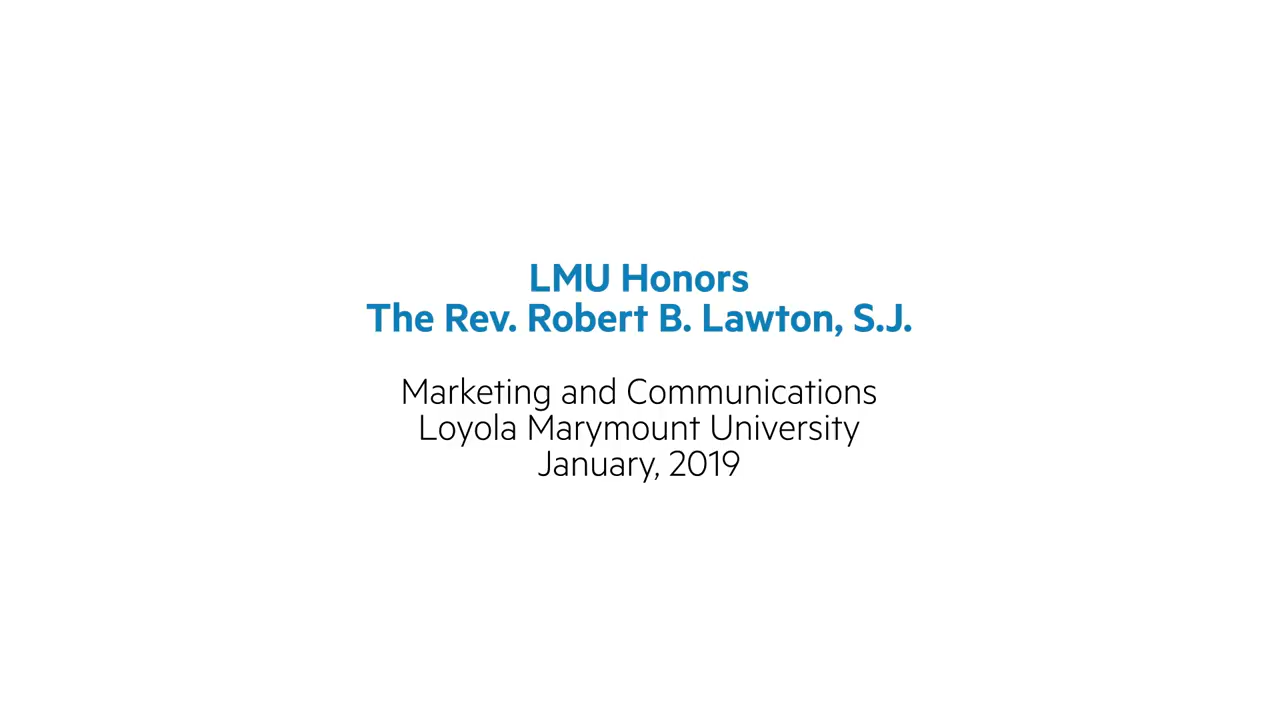 LMU Honors
The Rev. Robert B. Lawton, S.J.
Marketing and Communications
Loyola Marymount University
January, 2019